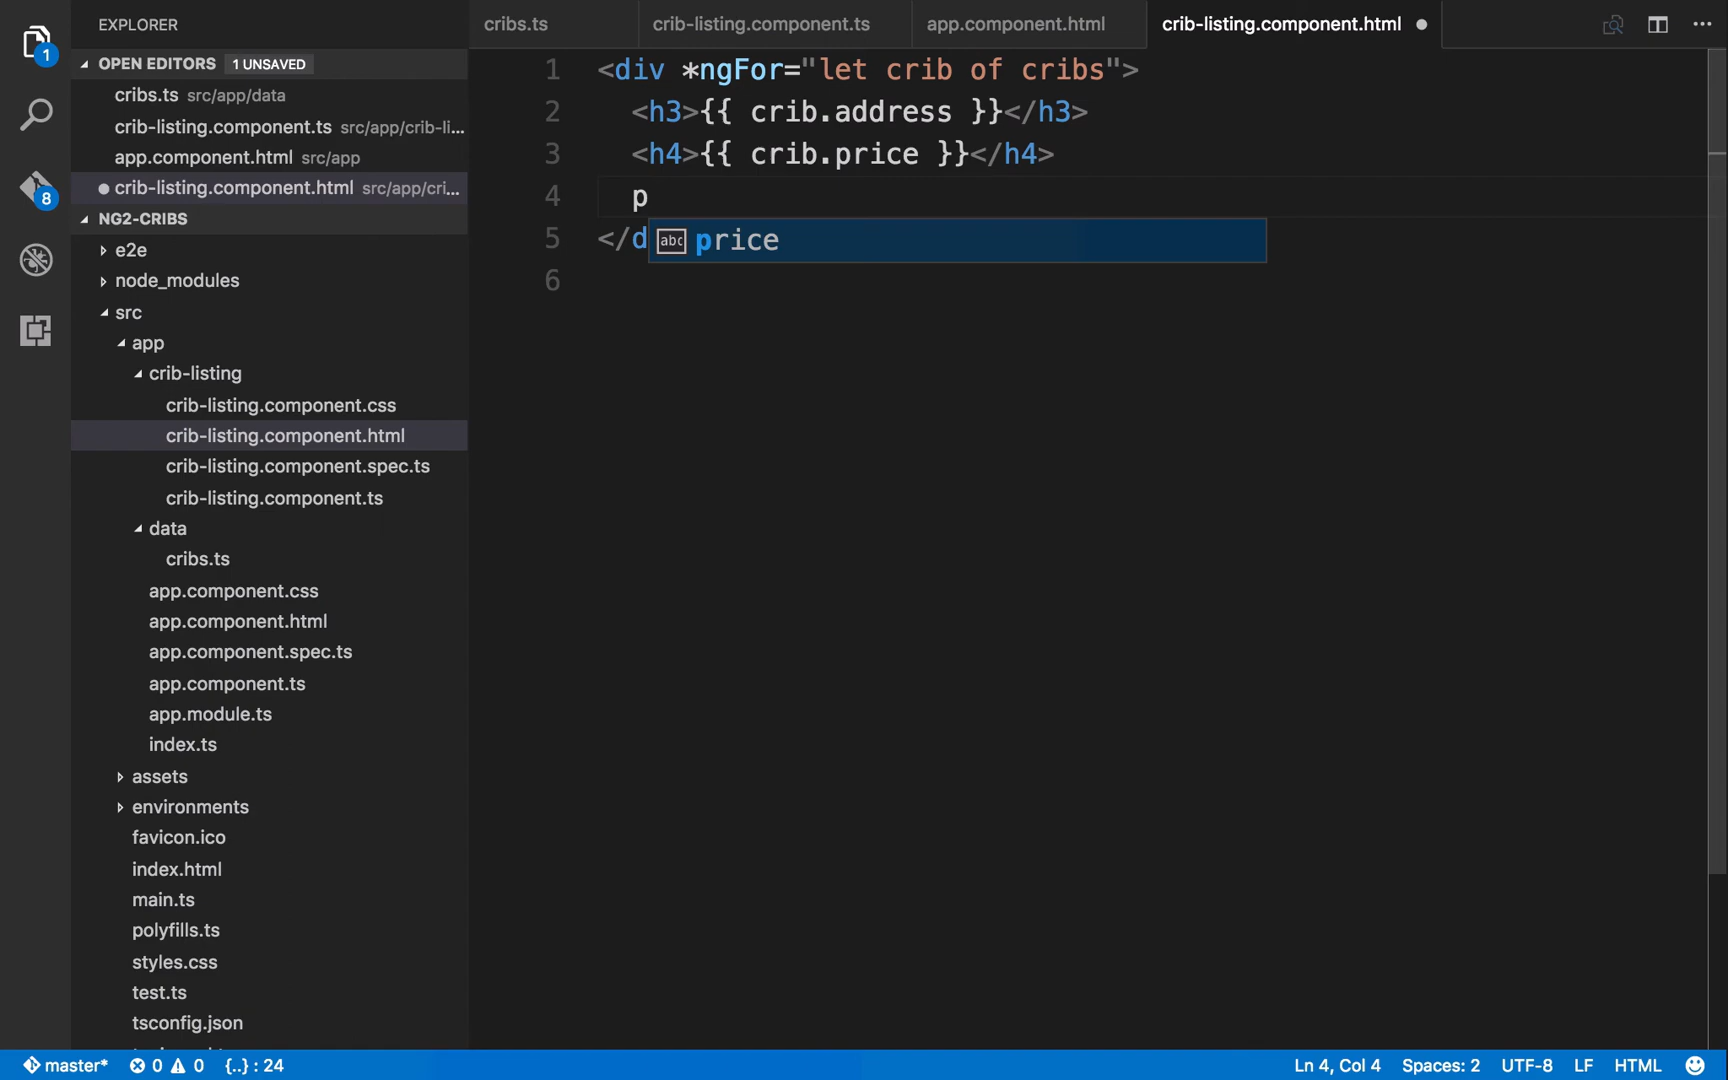 EXPLORER
1
OPEN EDITORS 1 UNSAVED
cribs.ts src/app/data
crib-listing.component.ts src/app/crib-li...
app.component.html src/app
crib-listing.component.html src/app/cri...
8
NG2-CRIBS
e2e
node_modules
src
app
crib-listing
crib-listing.component.css
crib-listing.component.html
crib-listing.component.spec.ts
crib-listing.component.ts
data
cribs.ts
app.component.css
app.component.html
app.component.spec.ts
app.component.ts
app.module.ts
index.ts
assets
environments
favicon.ico
index.html
main.ts
polyfills.ts
styles.css
test.ts
tsconfig.json
cribs.ts crib-listing.component.ts app.component.html crib-listing.component.html
1 <div *ngFor="let crib of cribs">
2 <h3>{{ crib.address }}</h3>
3 <h4>{{ crib.price }}</h4>
4 p
5 </d
abc price
6
master* 0 0 {..} : 24 Ln 4, Col 4 Spaces: 2 UTF-8 LF HTML